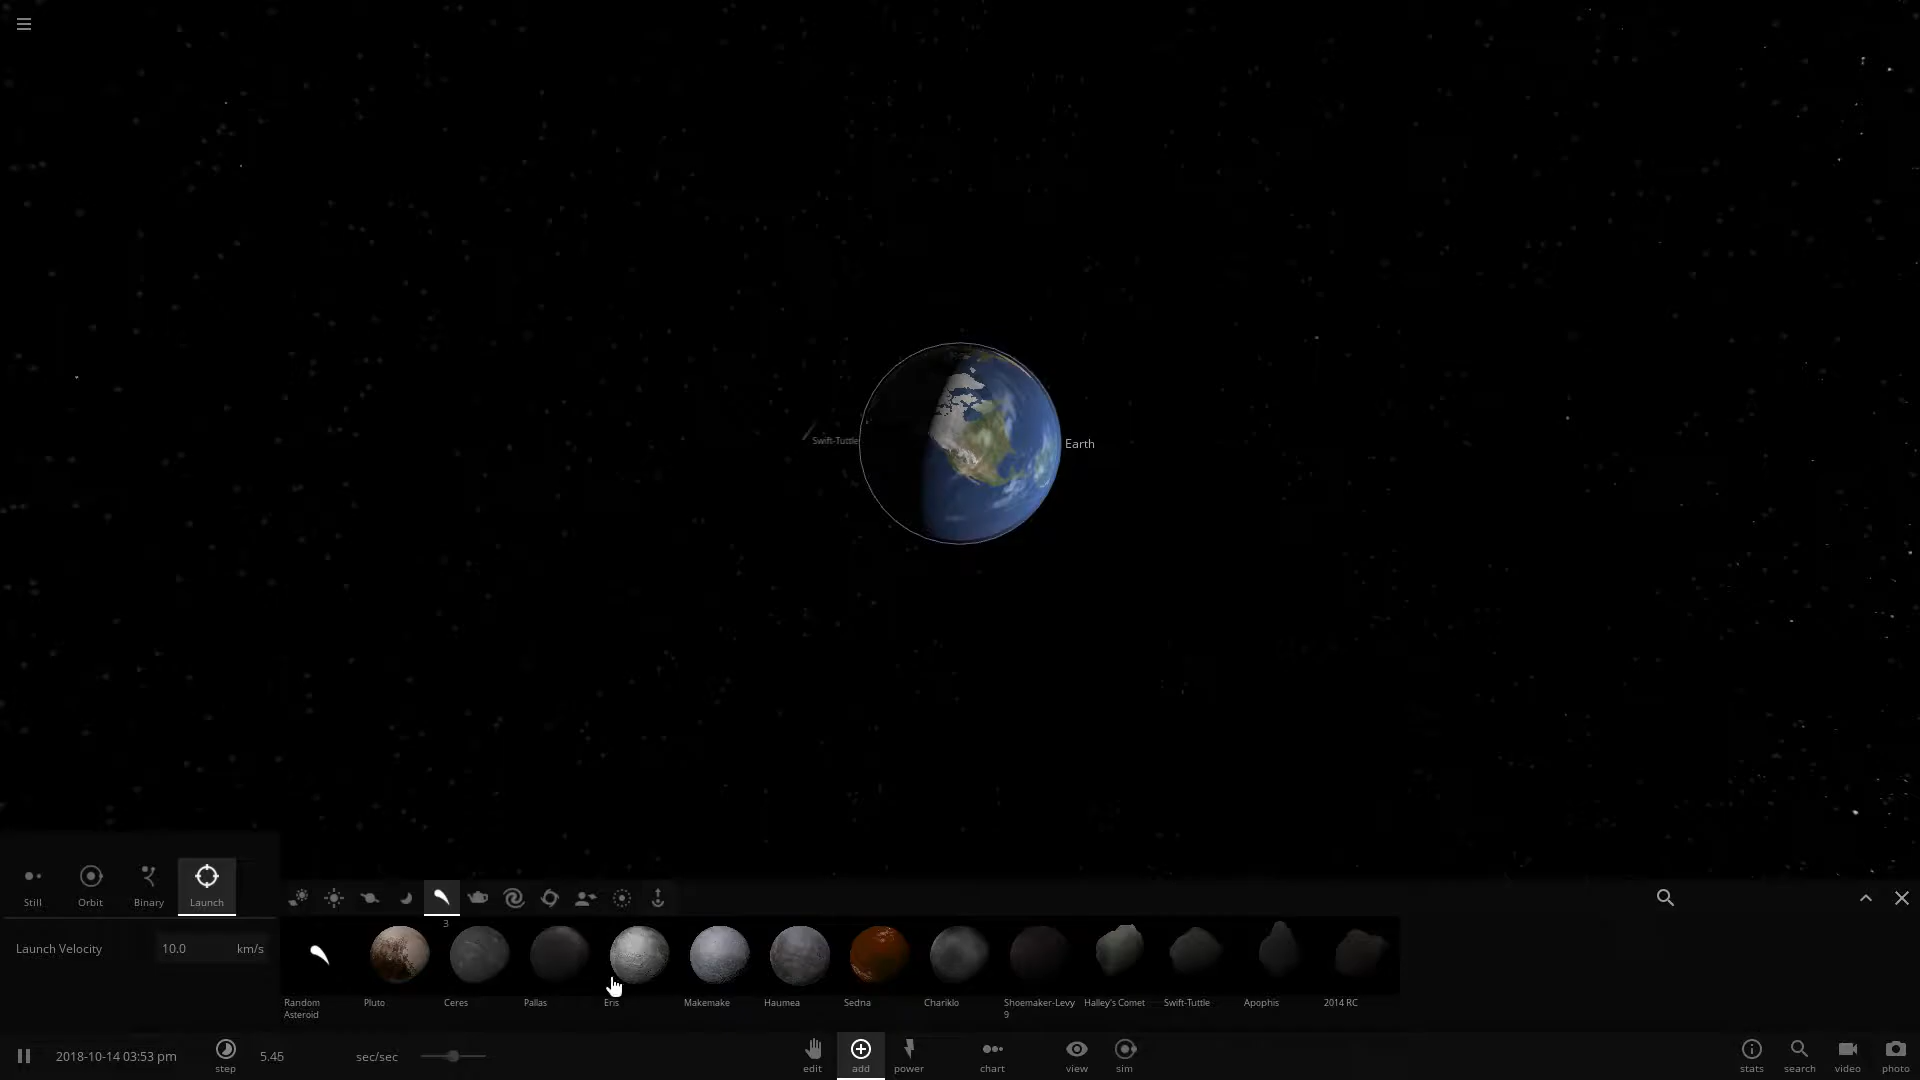 Swift-Tuttle
Earth
Still
Orbit
Binary
Launch
Launch Velocity
10.0
km/s
3
Random
Asteroid
Pluto
Ceres
Pallas
Eris
Makemake
Haumea
Sedna
Chariklo
Shoemaker-Levy
9
Halley's Comet
Swift-Tuttle
Apophis
2014 RC
2018-10-14 03:53 pm
step
5.45
sec/sec
edit
add
power
chart
view
sim
stats
search
video
photo